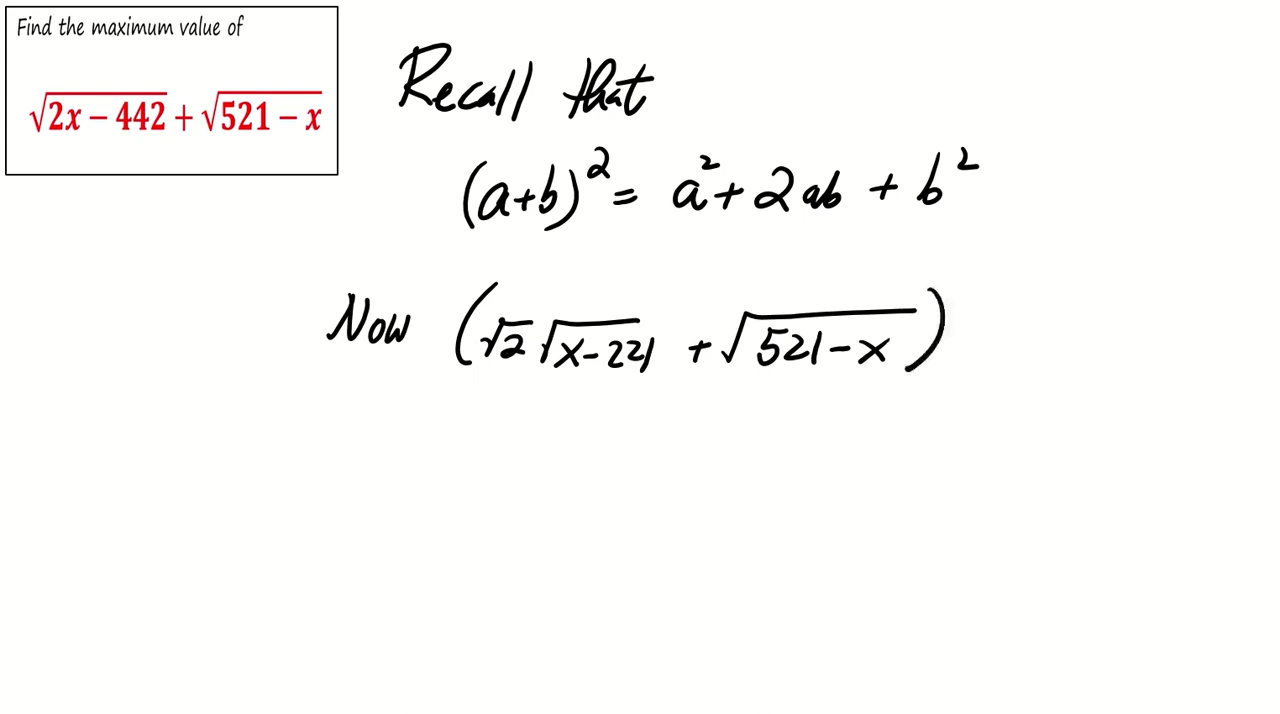 Find the maximum value of
√(2x − 442) + √(521 − x)
Recall that
(a+b)² = a² + 2ab + b²
Now (√2 √(x−221) + √(521−x))